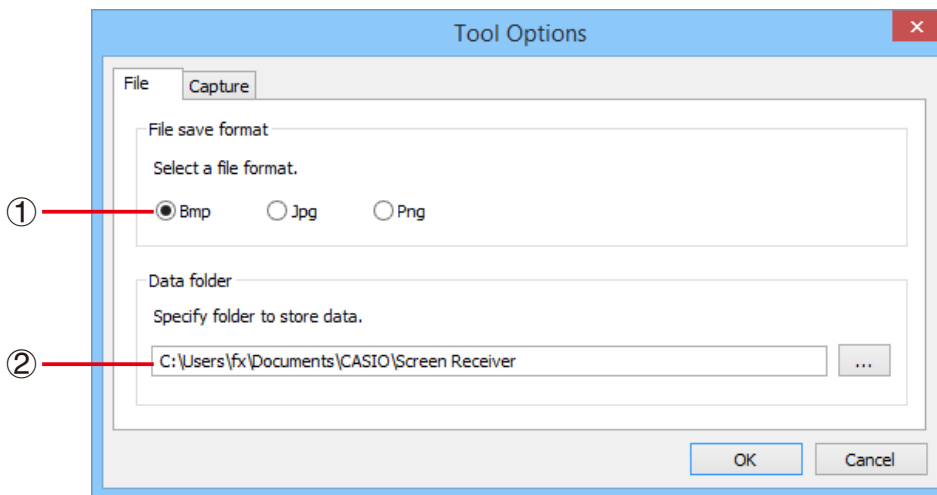 Tool Options
File
Capture
File save format
Select a file format.
① Bmp Jpg Png
Data folder
Specify folder to store data.
② C:\Users\fx\Documents\CASIO\Screen Receiver ...
OK Cancel